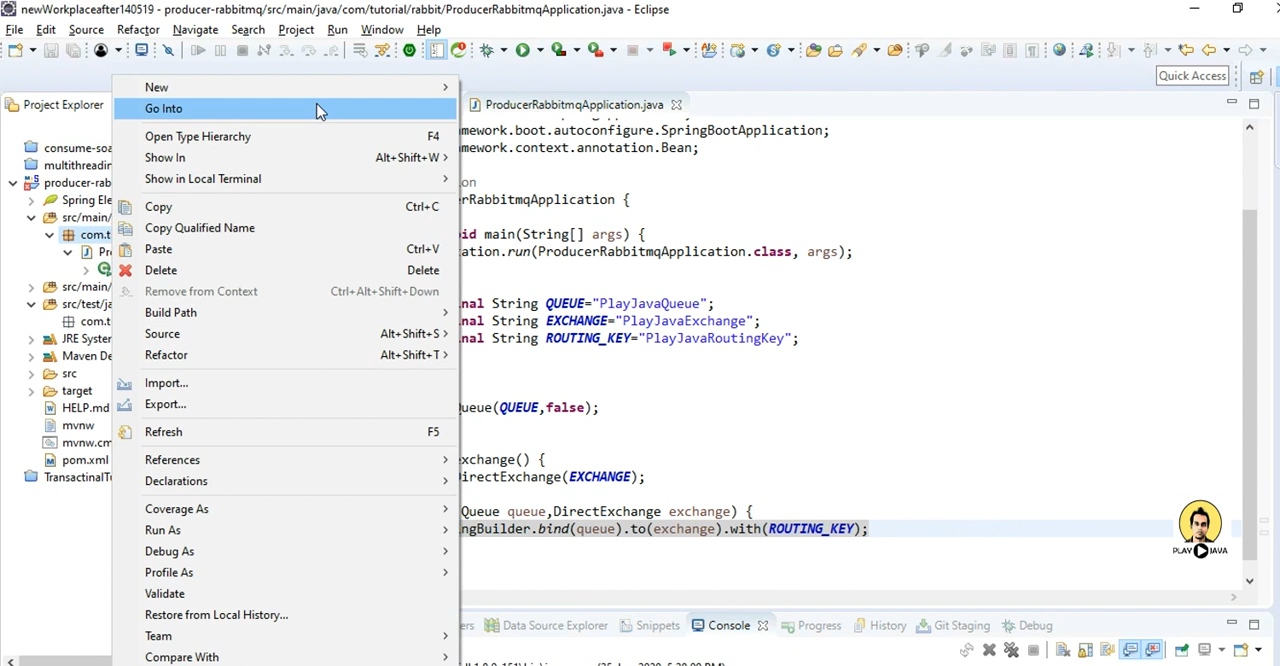 newWorkplaceafter140519 - producer-rabbitmq/src/main/java/com/tutorial/rabbit/ProducerRabbitmqApplication.java - Eclipse
File Edit Source Refactor Navigate Search Project Run Window Help
Quick Access
Project Explorer
consume-soa
multithreadin
producer-rab
Spring Ele
src/main/
com.t
Pr
src/main/
src/test/ja
com.t
JRE System
Maven De
src
target
HELP.md
mvnw
mvnw.cm
pom.xml
TransactinalTu
New
Go Into
Open Type Hierarchy F4
Show In Alt+Shift+W
Show in Local Terminal
Copy Ctrl+C
Copy Qualified Name
Paste Ctrl+V
Delete Delete
Remove from Context Ctrl+Alt+Shift+Down
Build Path
Source Alt+Shift+S
Refactor Alt+Shift+T
Import...
Export...
Refresh F5
References
Declarations
Coverage As
Run As
Debug As
Profile As
Validate
Restore from Local History...
Team
Compare With
ProducerRabbitmqApplication.java
mework.boot.autoconfigure.SpringBootApplication;
mework.context.annotation.Bean;
ion
erRabbitmqApplication {
id main(String[] args) {
ation.run(ProducerRabbitmqApplication.class, args);
nal String QUEUE="PlayJavaQueue";
nal String EXCHANGE="PlayJavaExchange";
nal String ROUTING_KEY="PlayJavaRoutingKey";
ueue(QUEUE,false);
exchange() {
DirectExchange(EXCHANGE);
Queue queue,DirectExchange exchange) {
ngBuilder.bind(queue).to(exchange).with(ROUTING_KEY);
PLAY JAVA
ers Data Source Explorer Snippets Console Progress History Git Staging Debug